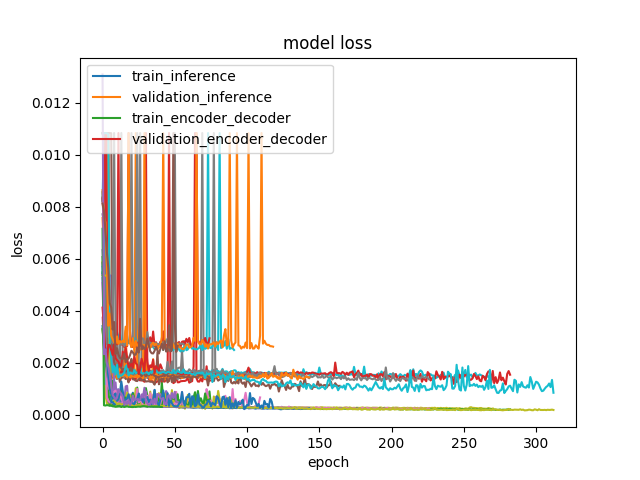 model loss
train_inference
validation_inference
train_encoder_decoder
validation_encoder_decoder
0.012
0.010
0.008
0.006
0.004
0.002
0.000
loss
0 50 100 150 200 250 300
epoch